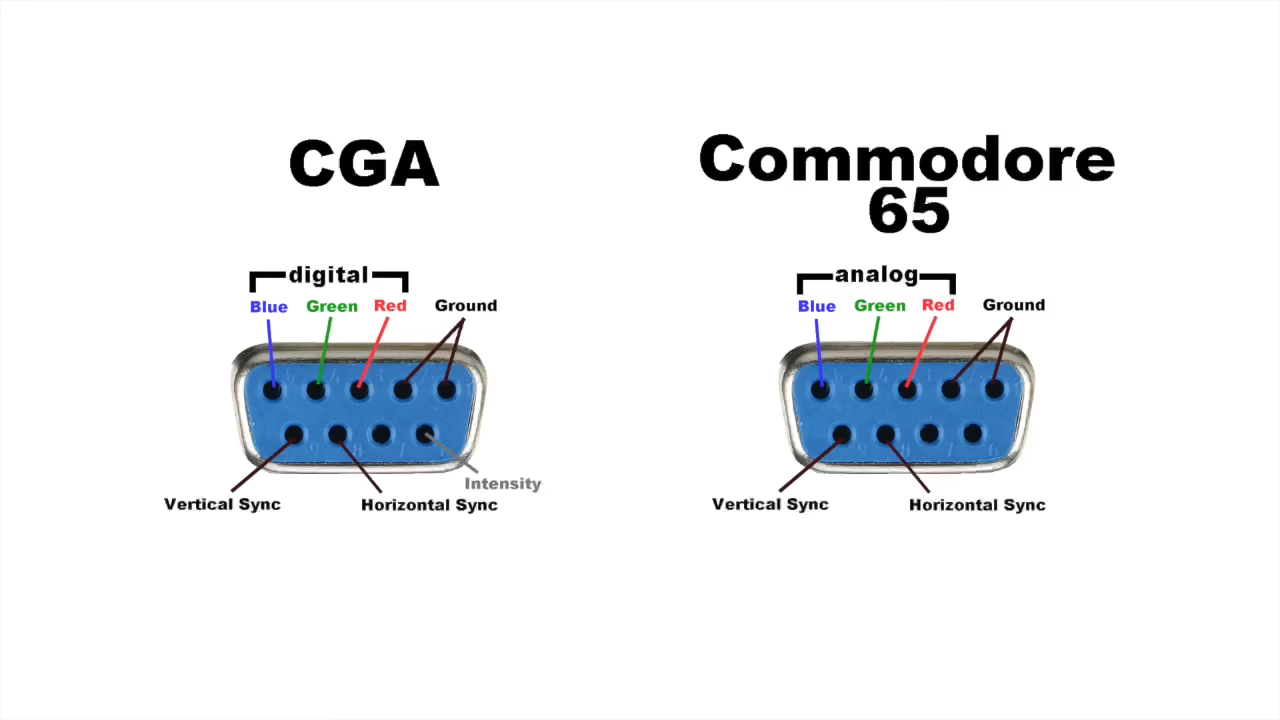 CGA
digital
Blue Green Red Ground
Vertical Sync
Horizontal Sync
Intensity
Commodore
65
analog
Blue Green Red Ground
Vertical Sync
Horizontal Sync